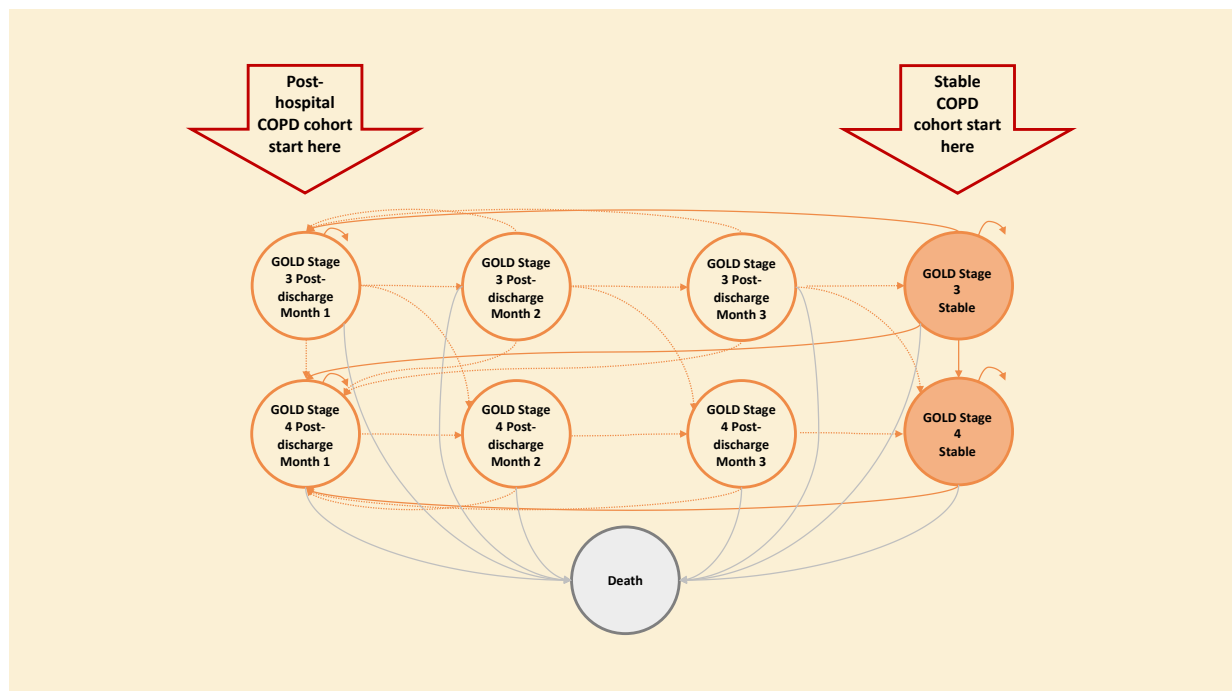 Post-
hospital
COPD cohort
start here
Stable
COPD
cohort start
here
GOLD Stage
3 Post-
discharge
Month 1
GOLD Stage
3 Post-
discharge
Month 2
GOLD Stage
3 Post-
discharge
Month 3
GOLD Stage
3
Stable
GOLD Stage
4 Post-
discharge
Month 1
GOLD Stage
4 Post-
discharge
Month 2
GOLD Stage
4 Post-
discharge
Month 3
GOLD Stage
4
Stable
Death